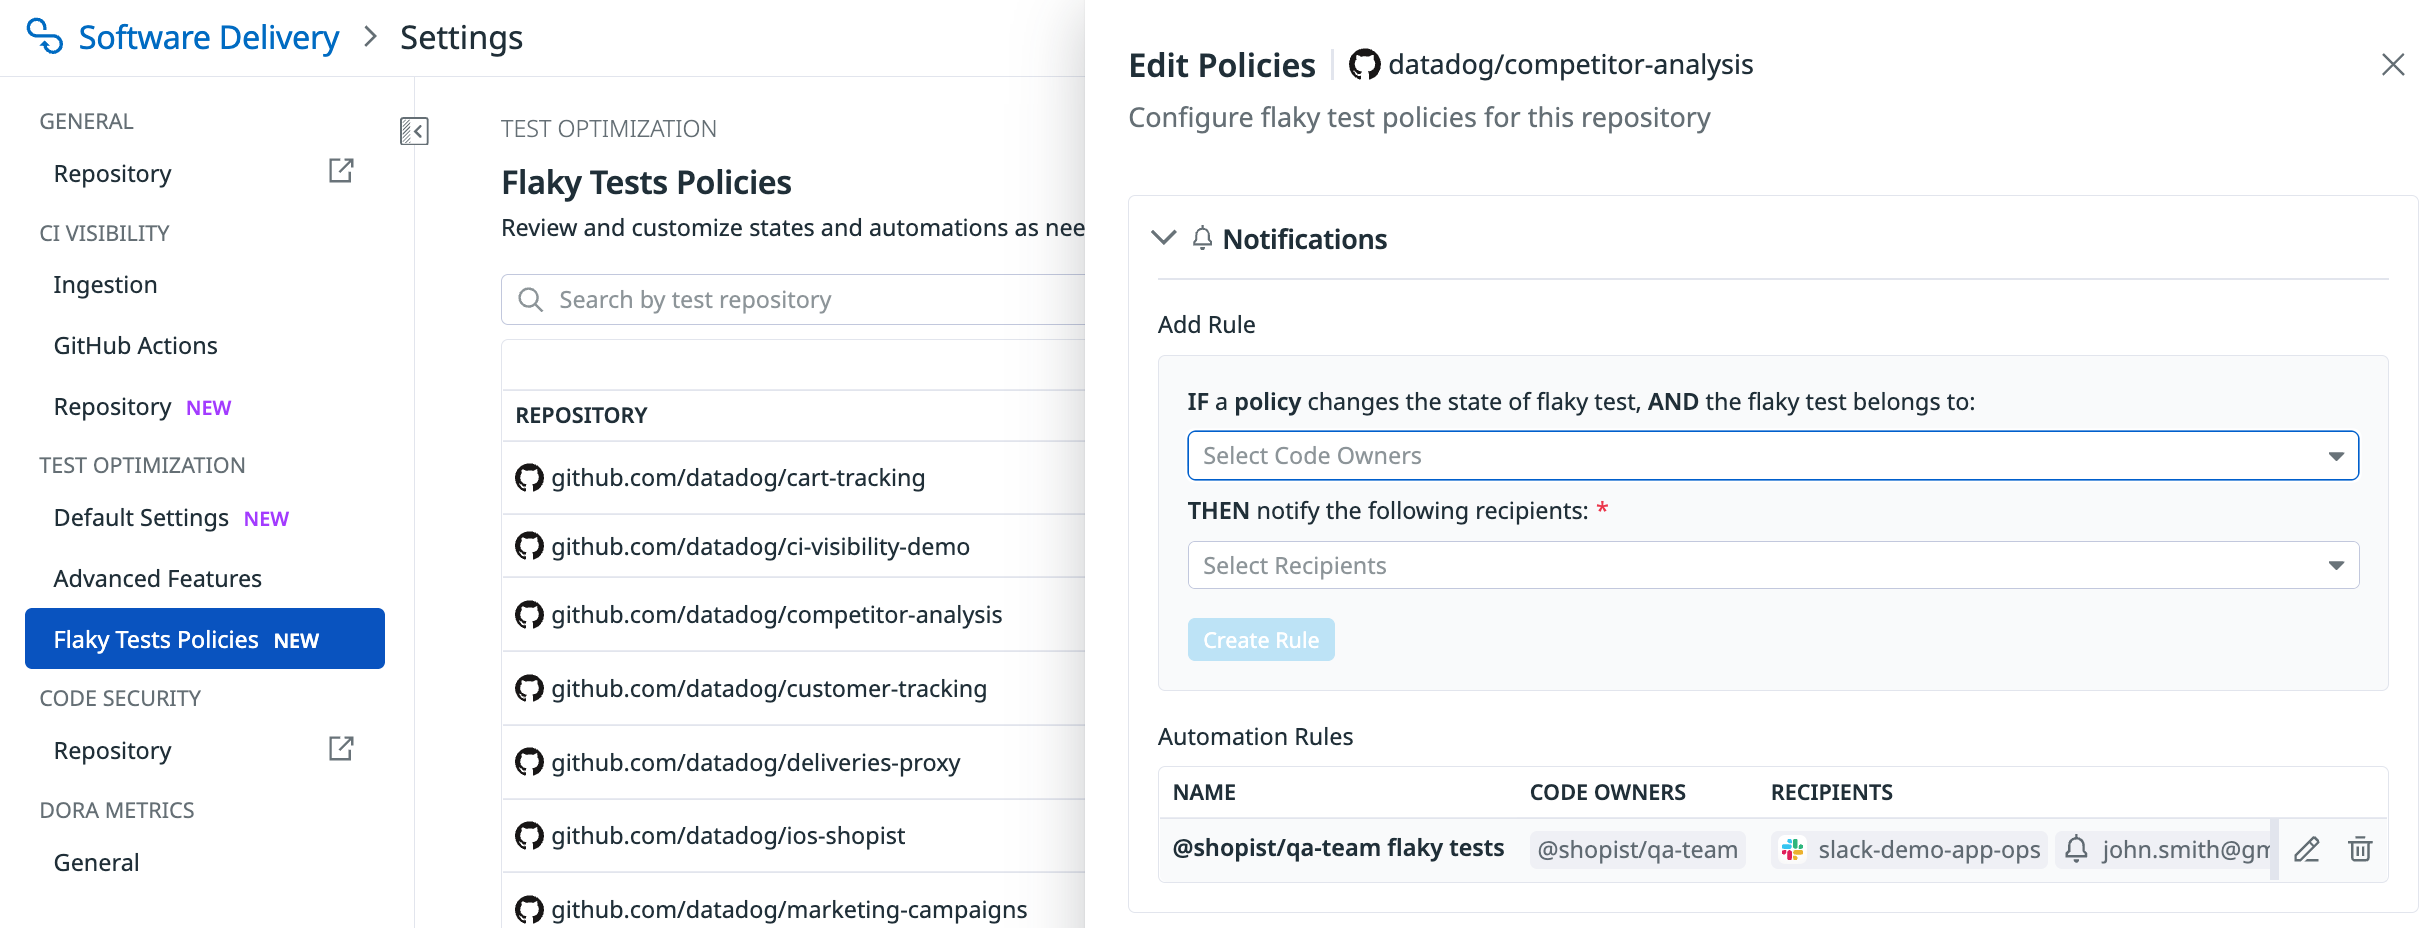 Software Delivery > Settings
GENERAL
Repository
CI VISIBILITY
Ingestion
GitHub Actions
Repository NEW
TEST OPTIMIZATION
Default Settings NEW
Advanced Features
Flaky Tests Policies NEW
CODE SECURITY
Repository
DORA METRICS
General
TEST OPTIMIZATION
Flaky Tests Policies
Review and customize states and automations as nee
Search by test repository
REPOSITORY
github.com/datadog/cart-tracking
github.com/datadog/ci-visibility-demo
github.com/datadog/competitor-analysis
github.com/datadog/customer-tracking
github.com/datadog/deliveries-proxy
github.com/datadog/ios-shopist
github.com/datadog/marketing-campaigns
Edit Policies | datadog/competitor-analysis
Configure flaky test policies for this repository
Notifications
Add Rule
IF a policy changes the state of flaky test, AND the flaky test belongs to:
Select Code Owners
THEN notify the following recipients: *
Select Recipients
Create Rule
Automation Rules
NAME CODE OWNERS RECIPIENTS
@shopist/qa-team flaky tests @shopist/qa-team slack-demo-app-ops john.smith@gm